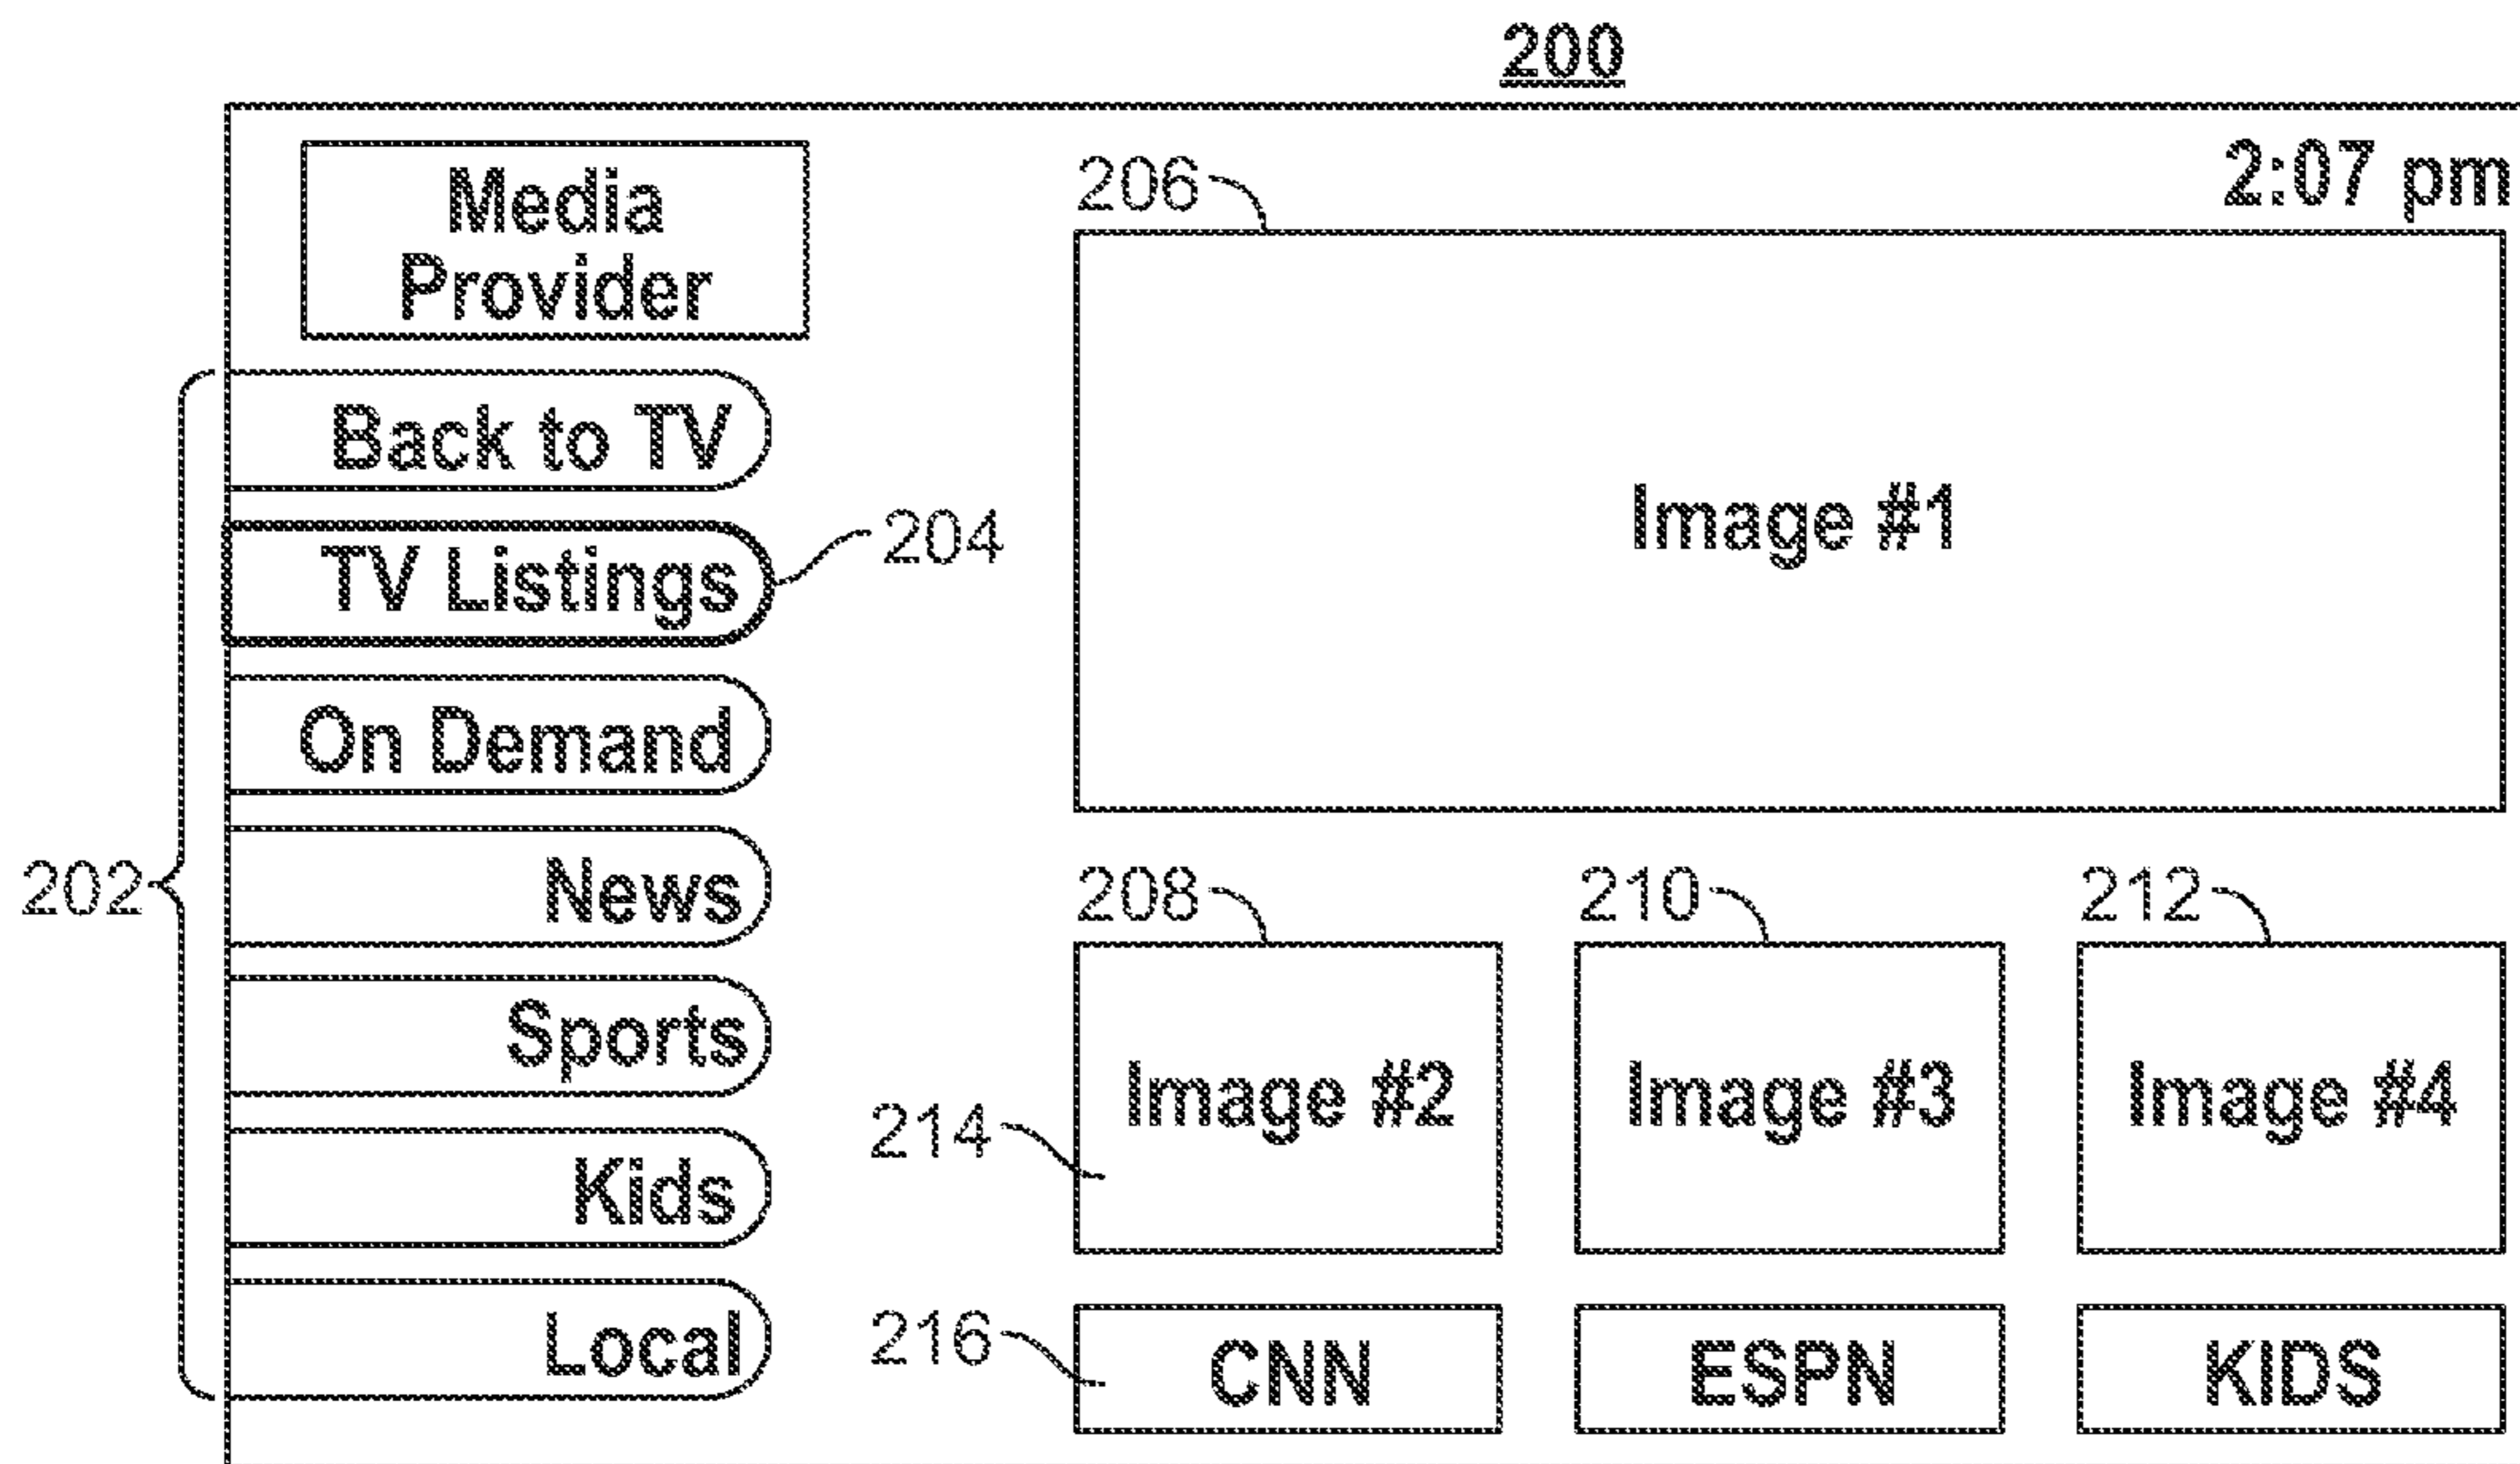 200
2:07 pm
Media
Provider
206
Image #1
Back to TV
TV Listings
204
On Demand
News
202
Sports
Kids
Local
208
210
212
Image #2
Image #3
Image #4
214
216
CNN
ESPN
KIDS